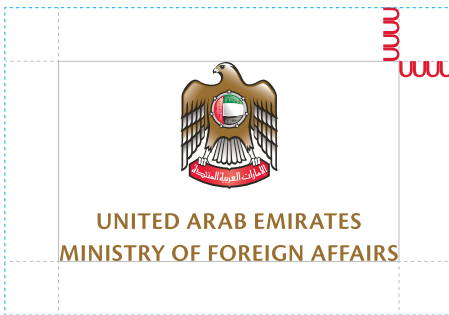 الإمارات العربية المتحدة
UNITED ARAB EMIRATES
MINISTRY OF FOREIGN AFFAIRS